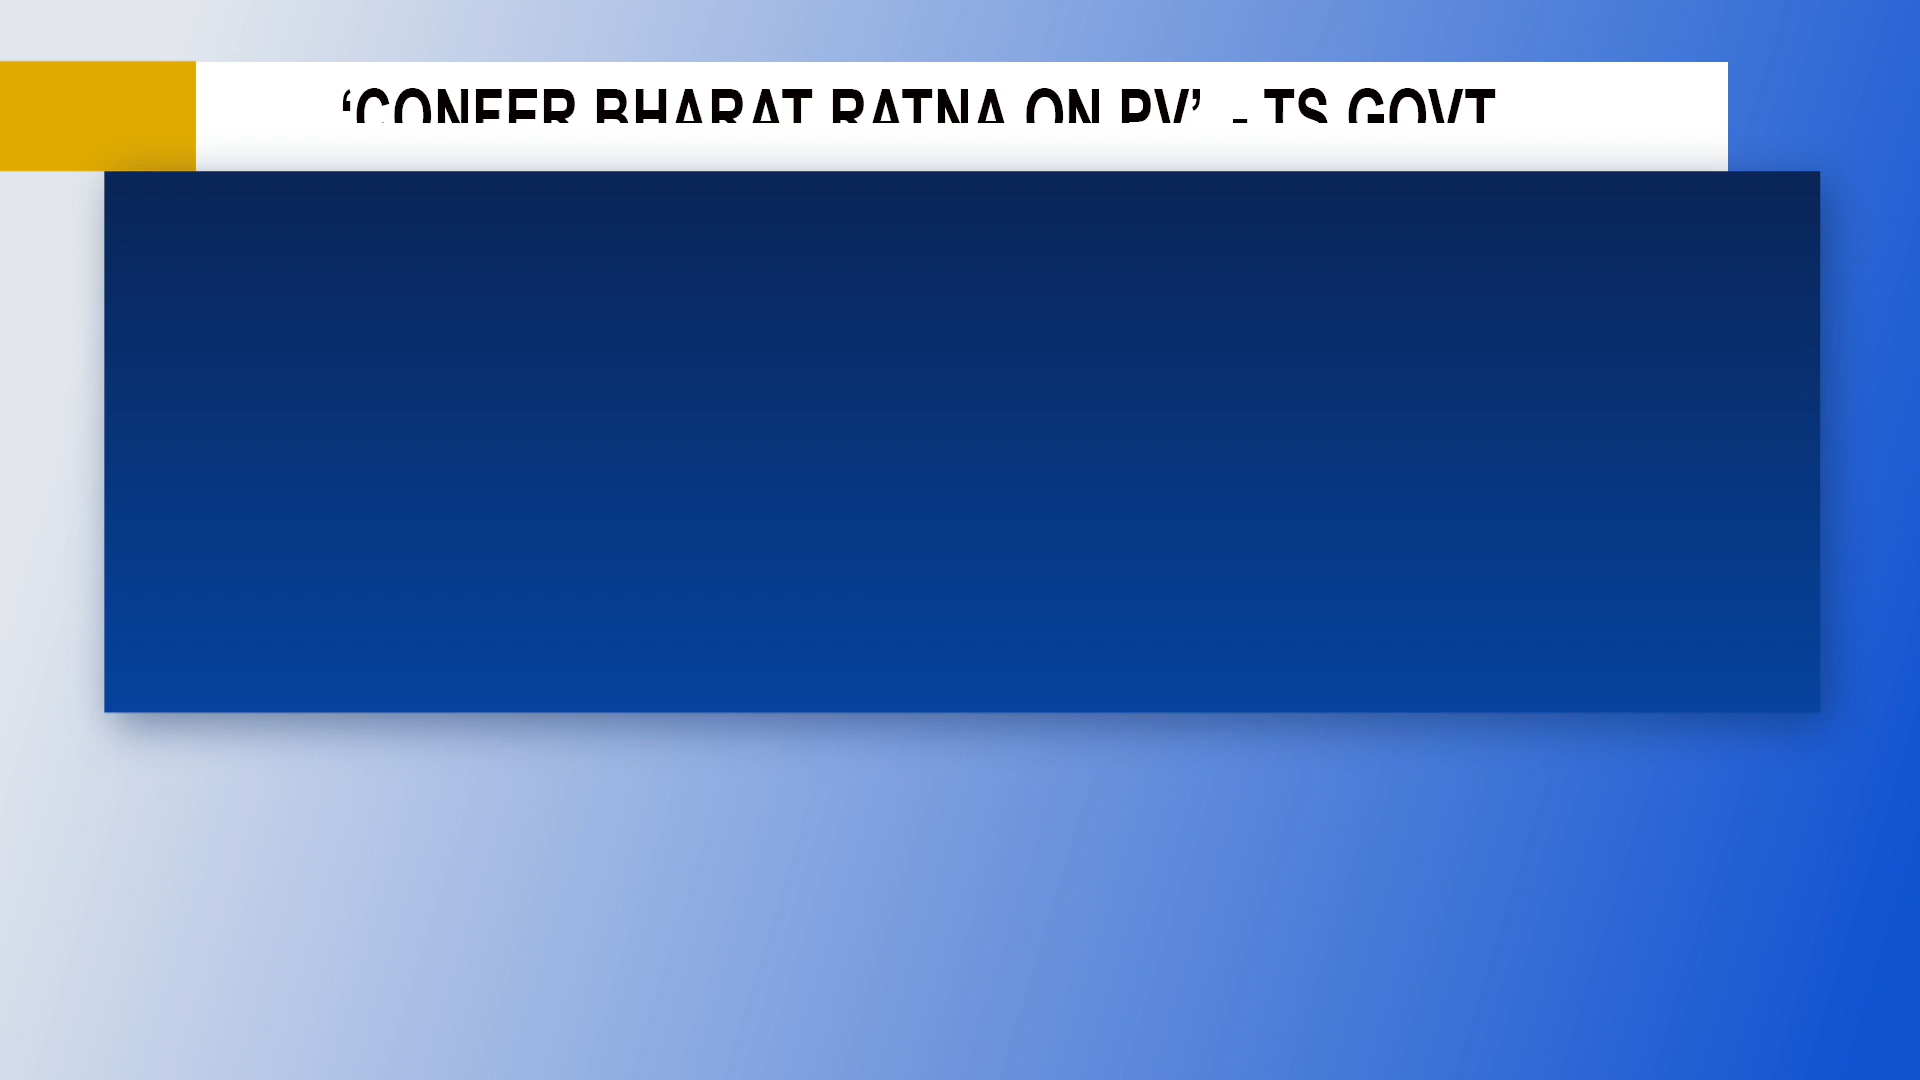 ‘CONFER BHARAT RATNA ON PV’ - TS GOVT